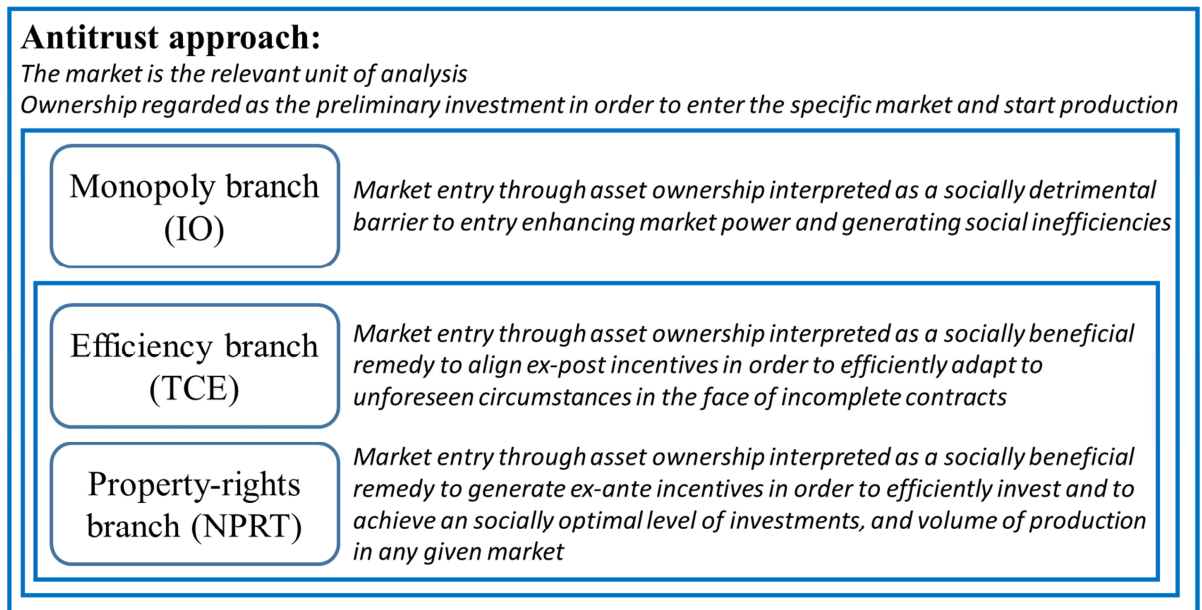 Antitrust approach:
The market is the relevant unit of analysis
Ownership regarded as the preliminary investment in order to enter the specific market and start production
Monopoly branch
(IO)
Market entry through asset ownership interpreted as a socially detrimental
barrier to entry enhancing market power and generating social inefficiencies
Efficiency branch
(TCE)
Market entry through asset ownership interpreted as a socially beneficial
remedy to align ex-post incentives in order to efficiently adapt to
unforeseen circumstances in the face of incomplete contracts
Property-rights
branch (NPRT)
Market entry through asset ownership interpreted as a socially beneficial
remedy to generate ex-ante incentives in order to efficiently invest and to
achieve an socially optimal level of investments, and volume of production
in any given market